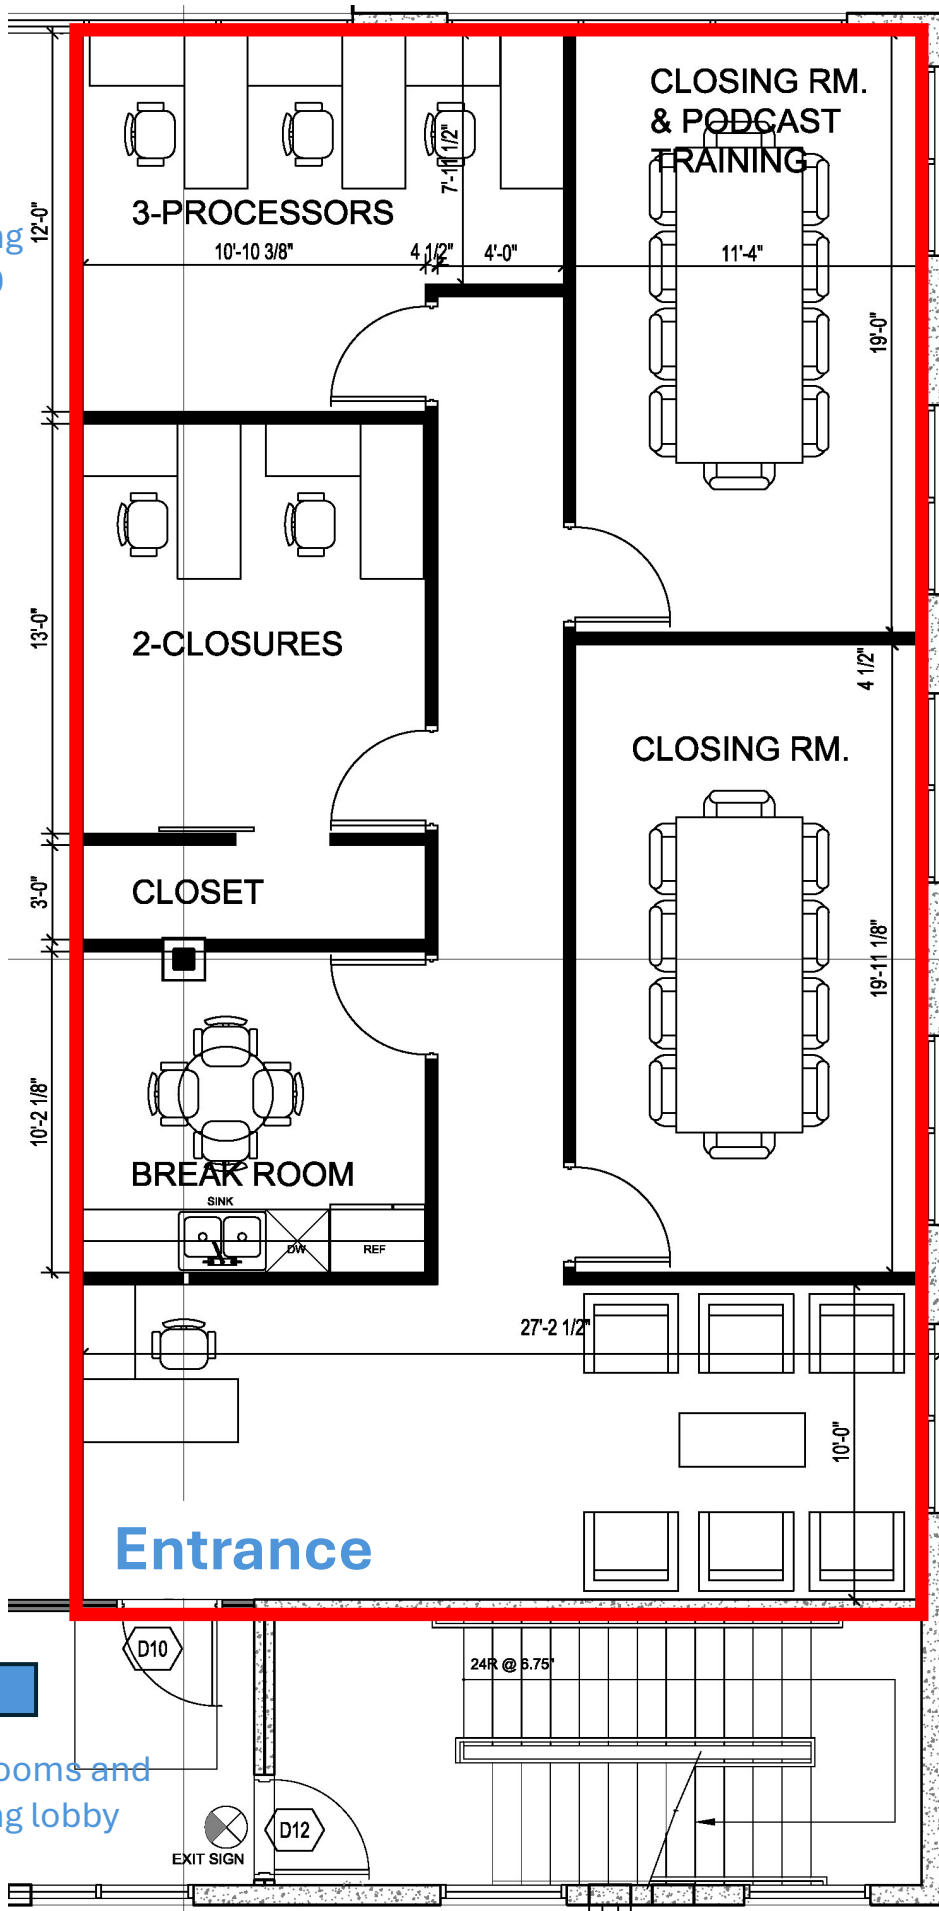 CLOSING RM.
& PODCAST
TRAINING
7'-11 1/2"
12'-0"
3-PROCESSORS
10'-10 3/8"
4 1/2"
4'-0"
11'-4"
19'-0"
13'-0"
2-CLOSURES
4 1/2"
CLOSING RM.
3'-0"
CLOSET
19'-11 1/8"
10'-2 1/8"
BREAK ROOM
SINK
DW
REF
27'-2 1/2"
10'-0"
Entrance
D10
24R @ 6.75"
ooms and
g lobby
D12
EXIT SIGN